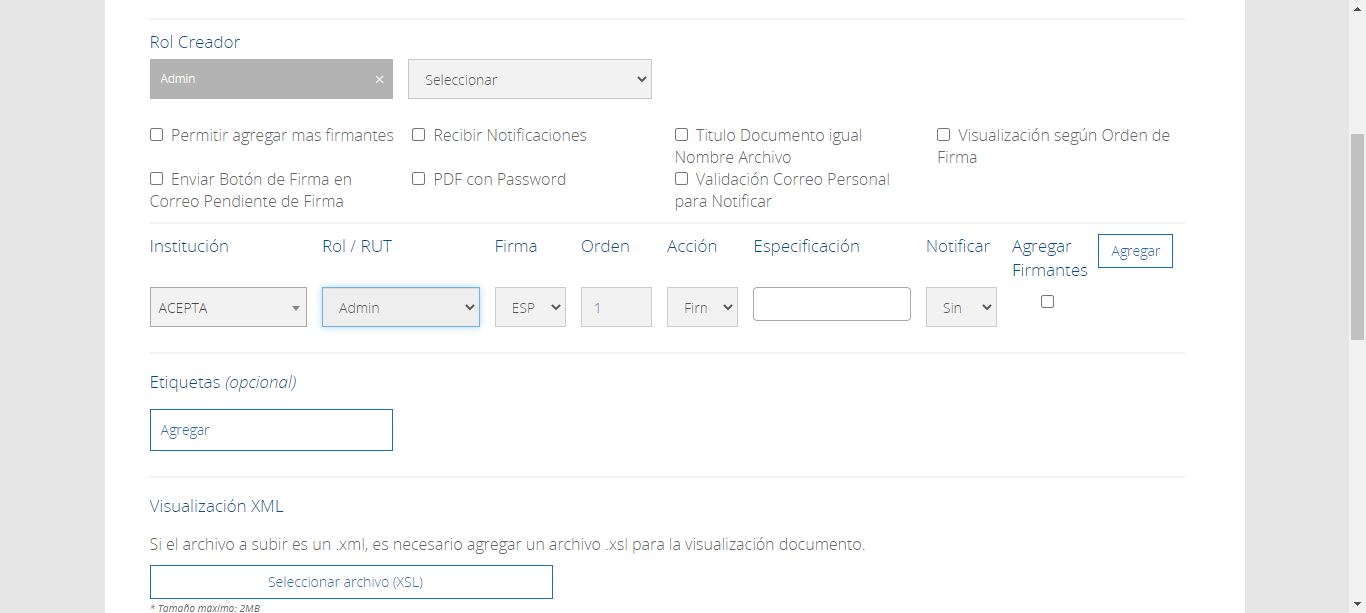 Rol Creador
Admin ×
Seleccionar
Permitir agregar mas firmantes
Recibir Notificaciones
Titulo Documento igual
Nombre Archivo
Visualización según Orden de
Firma
Enviar Botón de Firma en
Correo Pendiente de Firma
PDF con Password
Validación Correo Personal
para Notificar
Institución
Rol / RUT
Firma
Orden
Acción
Especificación
Notificar
Agregar
Firmantes
Agregar
ACEPTA
Admin
ESP
1
Firn
Sin
Etiquetas (opcional)
Agregar
Visualización XML
Si el archivo a subir es un .xml, es necesario agregar un archivo .xsl para la visualización documento.
Seleccionar archivo (XSL)
* Tamaño máximo: 2MB